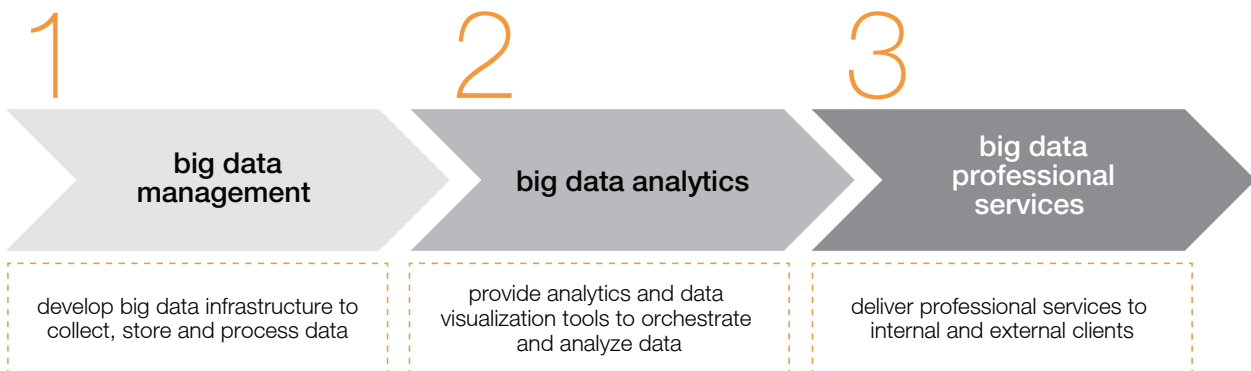 1
big data
management
develop big data infrastructure to
collect, store and process data
2
big data analytics
provide analytics and data
visualization tools to orchestrate
and analyze data
3
big data
professional
services
deliver professional services to
internal and external clients